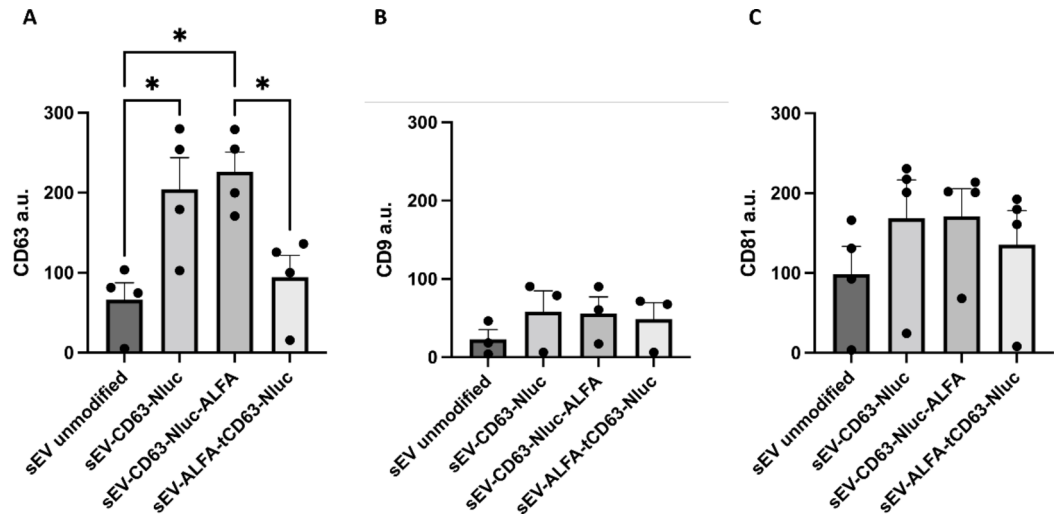 A
B
C
*
*
*
CD63 a.u.
300
200
100
0
sEV unmodified
sEV-CD63-Nluc
sEV-CD63-Nluc-ALFA
sEV-ALFA-tCD63-Nluc
CD9 a.u.
300
200
100
0
sEV unmodified
sEV-CD63-Nluc
sEV-CD63-Nluc-ALFA
sEV-ALFA-tCD63-Nluc
CD81 a.u.
300
200
100
0
sEV unmodified
sEV-CD63-Nluc
sEV-CD63-Nluc-ALFA
sEV-ALFA-tCD63-Nluc